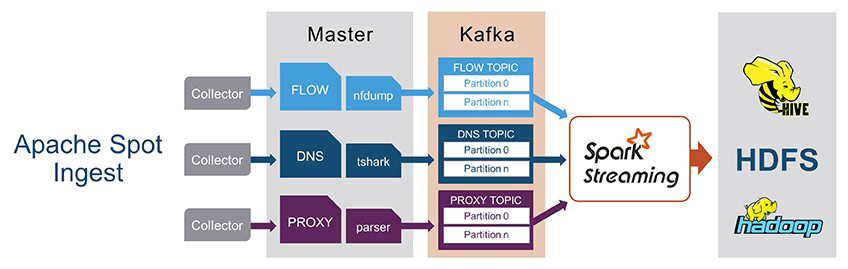 Apache Spot
Ingest
Master
Kafka
Collector
FLOW
nfdump
FLOW TOPIC
Partition 0
Partition n
Collector
DNS
tshark
DNS TOPIC
Partition 0
Partition n
Collector
PROXY
parser
PROXY TOPIC
Partition 0
Partition n
Spark
Streaming
HIVE
HDFS
hadoop